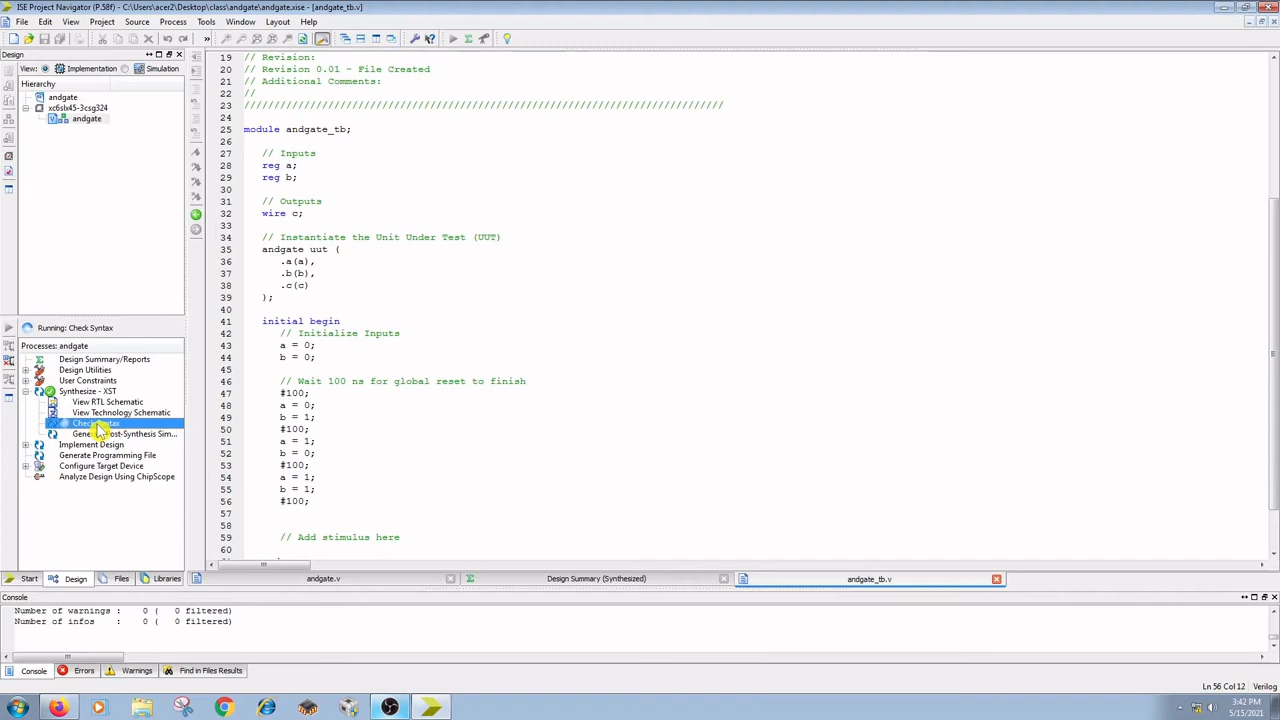 ISE Project Navigator (P.58f) - C:\Users\acer2\Desktop\class\andgate\andgate.xise - [andgate_tb.v]
File Edit View Project Source Process Tools Window Layout Help
Design
View: Implementation Simulation
Hierarchy
andgate
xc6slx45-3csg324
andgate
Running: Check Syntax
Processes: andgate
Design Summary/Reports
Design Utilities
User Constraints
Synthesize - XST
View RTL Schematic
View Technology Schematic
Check Syntax
Generate Post-Synthesis Sim...
Implement Design
Generate Programming File
Configure Target Device
Analyze Design Using ChipScope
Start Design Files Libraries
19 // Revision:
20 // Revision 0.01 - File Created
21 // Additional Comments:
22 //
23 ////////////////////////////////////////////////////////////////////////////////
24
25 module andgate_tb;
26
27 // Inputs
28 reg a;
29 reg b;
30
31 // Outputs
32 wire c;
33
34 // Instantiate the Unit Under Test (UUT)
35 andgate uut (
36 .a(a),
37 .b(b),
38 .c(c)
39 );
40
41 initial begin
42 // Initialize Inputs
43 a = 0;
44 b = 0;
45
46 // Wait 100 ns for global reset to finish
47 #100;
48 a = 0;
49 b = 1;
50 #100;
51 a = 1;
52 b = 0;
53 #100;
54 a = 1;
55 b = 1;
56 #100;
57
58
59 // Add stimulus here
60
andgate.v Design Summary (Synthesized) andgate_tb.v
Console
Number of warnings : 0 ( 0 filtered)
Number of infos : 0 ( 0 filtered)
Console Errors Warnings Find in Files Results
Ln 56 Col 12 Verilog
3:42 PM
5/15/2021